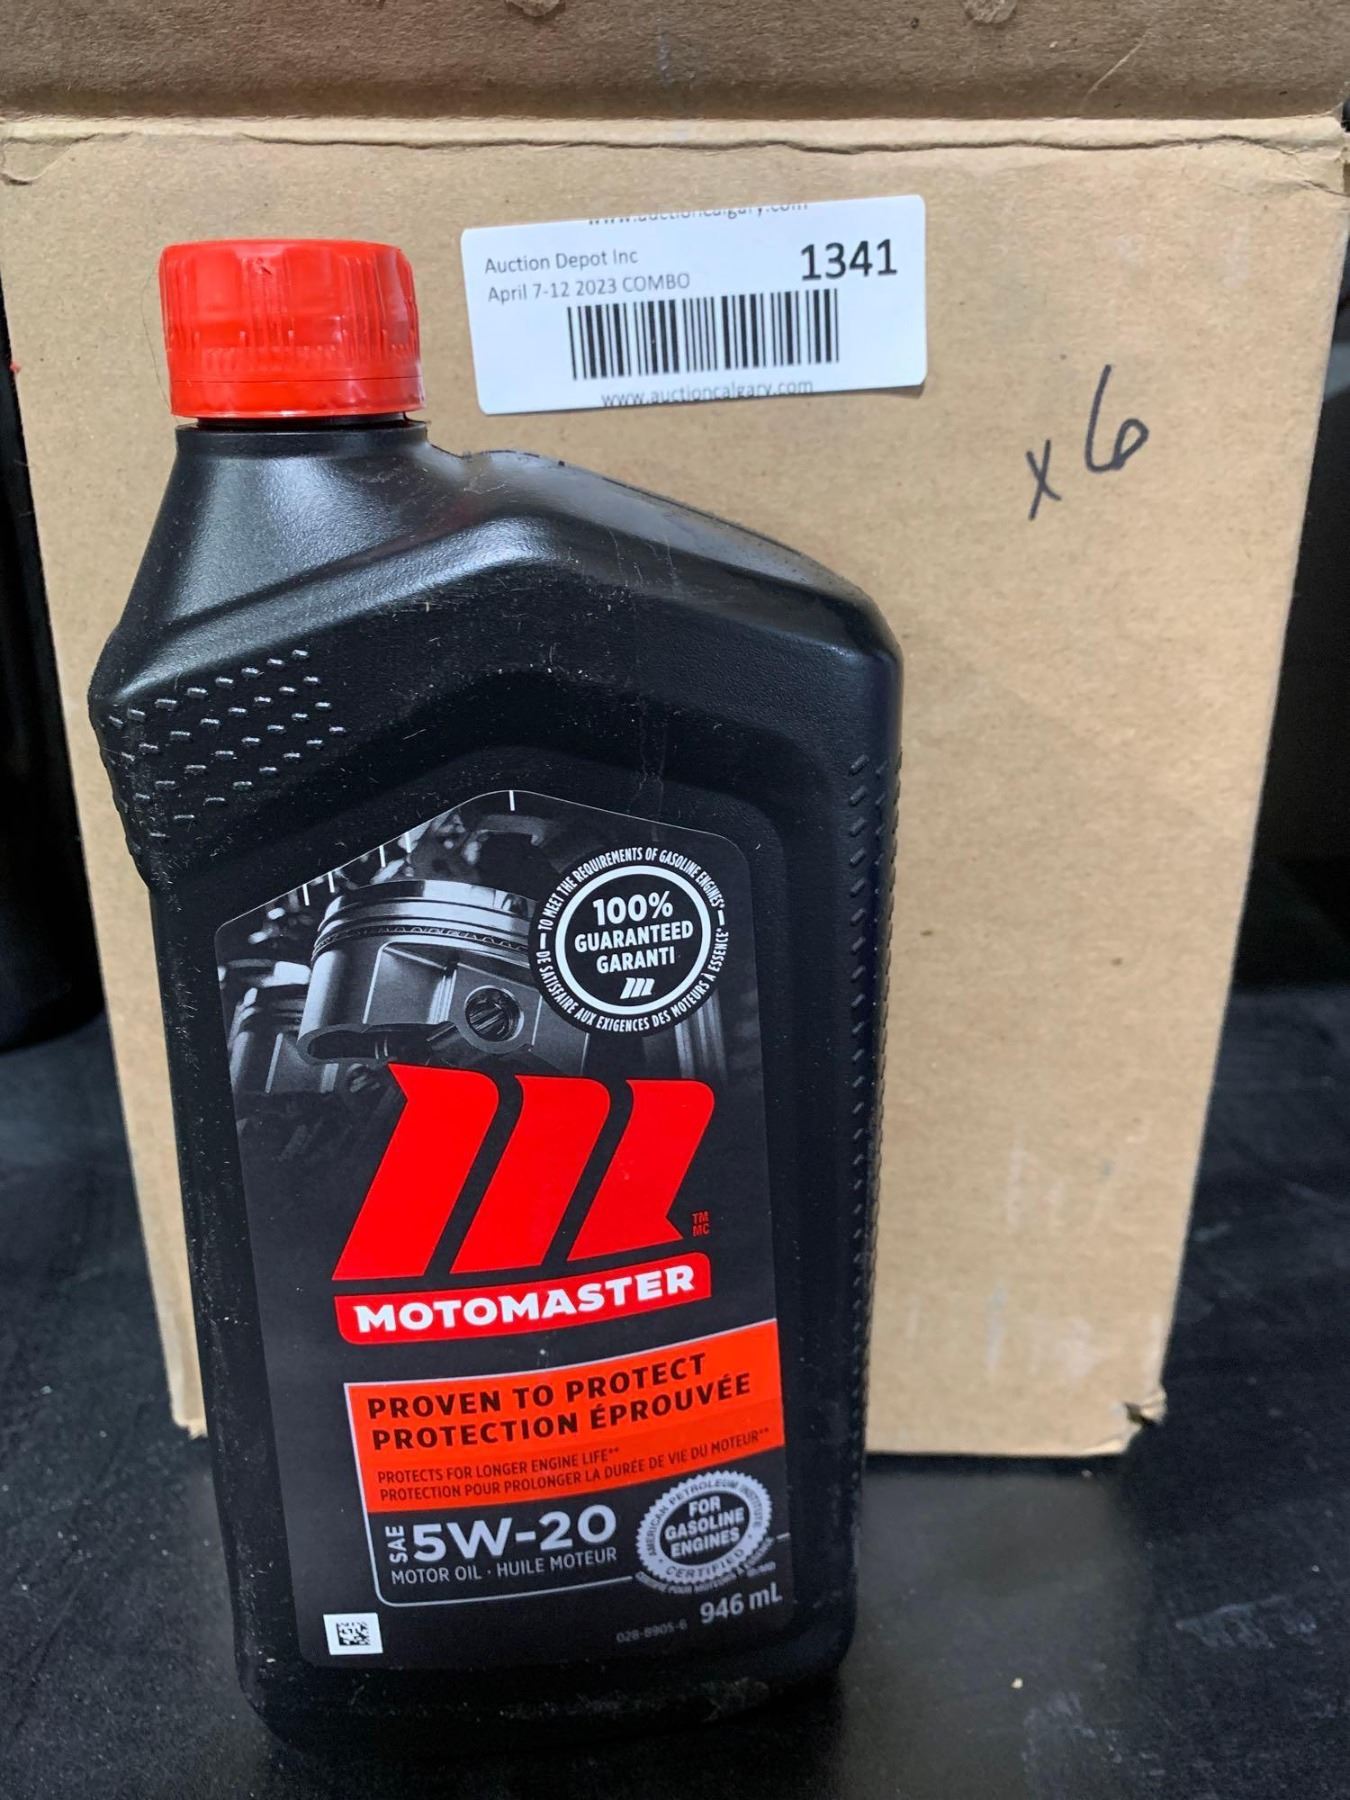 www.auctioncalgary.com
Auction Depot Inc
1341
April 7-12 2023 COMBO
www.auctioncalgary.com
x6
TO MEET THE REQUIREMENTS OF GASOLINE ENGINES*
100%
GUARANTEED
GARANTI
DE SATISFAIRE AUX EXIGENCES DES MOTEURS À ESSENCE*
TM
MC
MOTOMASTER
PROVEN TO PROTECT
PROTECTION ÉPROUVÉE
PROTECTS FOR LONGER ENGINE LIFE**
PROTECTION POUR PROLONGER LA DURÉE DE VIE DU MOTEUR**
SAE 5W-20
MOTOR OIL · HUILE MOTEUR
AMERICAN PETROLEUM INSTITUTE
FOR
GASOLINE
ENGINES
CERTIFIED
946 mL
028-8905-6